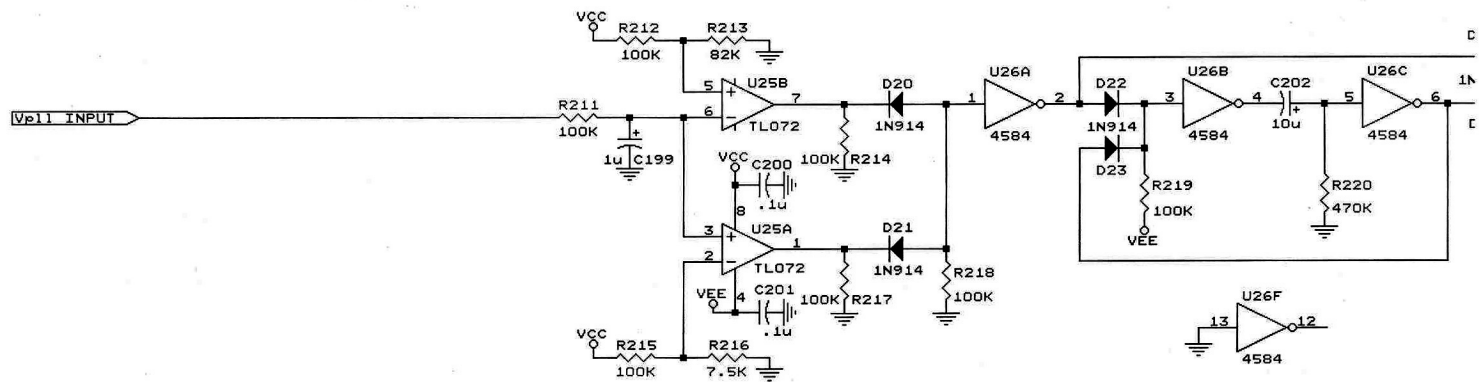 VCC
R212
100K
R213
82K
Vpll INPUT
R211
100K
1u C199
5
6
U25B
7
TL072
100K R214
D20
1N914
VCC
C200
.1u
8
3
2
U25A
1
TL072
4
VEE
C201
.1u
100K R217
D21
1N914
R218
100K
VCC
R215
100K
R216
7.5K
U26A
1
2
4584
D22
1N914
D23
R219
100K
VEE
U26B
3
4
4584
C202
10u
R220
470K
U26C
5
6
4584
1N
U26F
13
12
4584